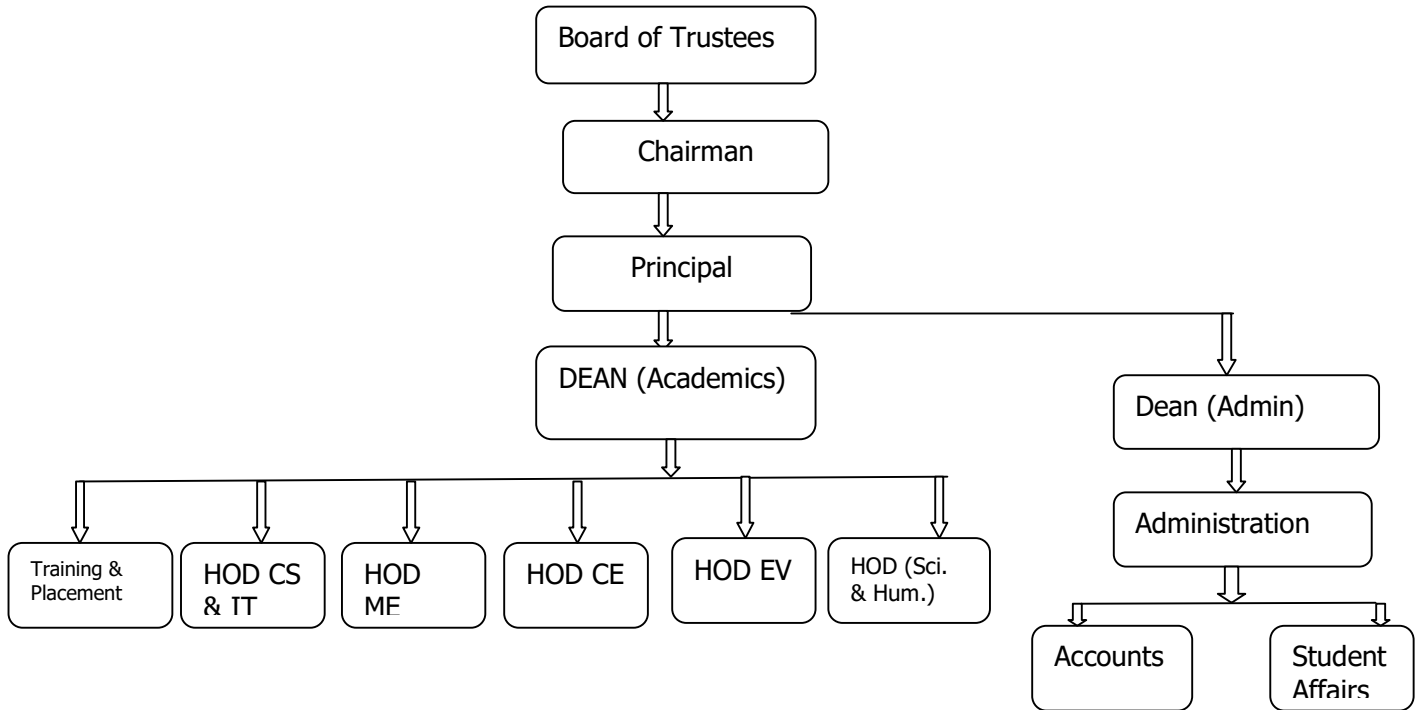 Board of Trustees
Chairman
Principal
DEAN (Academics)
Dean (Admin)
Administration
Training &
Placement
HOD CS
& IT
HOD
ME
HOD CE
HOD EV
HOD (Sci.
& Hum.)
Accounts
Student
Affairs